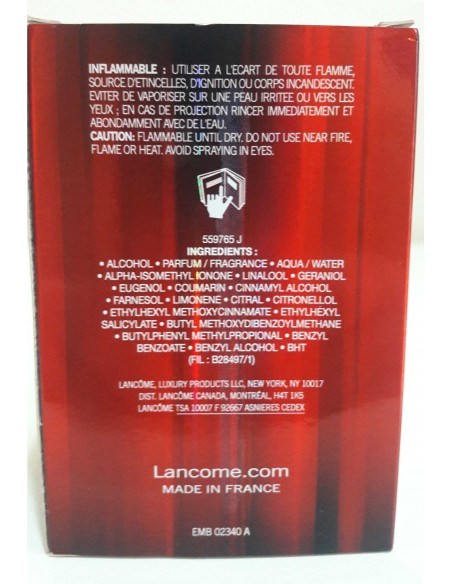 INFLAMMABLE : UTILISER A L'ECART DE TOUTE FLAMME,
SOURCE D'ETINCELLES, D'IGNITION OU CORPS INCANDESCENT.
EVITER DE VAPORISER SUR UNE PEAU IRRITEE OU VERS LES
YEUX ; EN CAS DE PROJECTION RINCER IMMEDIATEMENT ET
ABONDAMMENT AVEC DE L'EAU.
CAUTION: FLAMMABLE UNTIL DRY. DO NOT USE NEAR FIRE,
FLAME OR HEAT. AVOID SPRAYING IN EYES.
559765 J
INGREDIENTS :
• ALCOHOL • PARFUM / FRAGRANCE • AQUA / WATER
• ALPHA-ISOMETHYL IONONE • LINALOOL • GERANIOL
• EUGENOL • COUMARIN • CINNAMYL ALCOHOL
• FARNESOL • LIMONENE • CITRAL • CITRONELLOL
• ETHYLHEXYL METHOXYCINNAMATE • ETHYLHEXYL
SALICYLATE • BUTYL METHOXYDIBENZOYLMETHANE
• BUTYLPHENYL METHYLPROPIONAL • BENZYL
BENZOATE • BENZYL ALCOHOL • BHT
(FIL : B28497/1)
LANCÔME, LUXURY PRODUCTS LLC, NEW YORK, NY 10017
DIST. LANCÔME CANADA, MONTRÉAL, H4T 1K5
LANCÔME TSA 10007 F 92667 ASNIERES CEDEX
Lancome.com
MADE IN FRANCE
EMB 02340 A